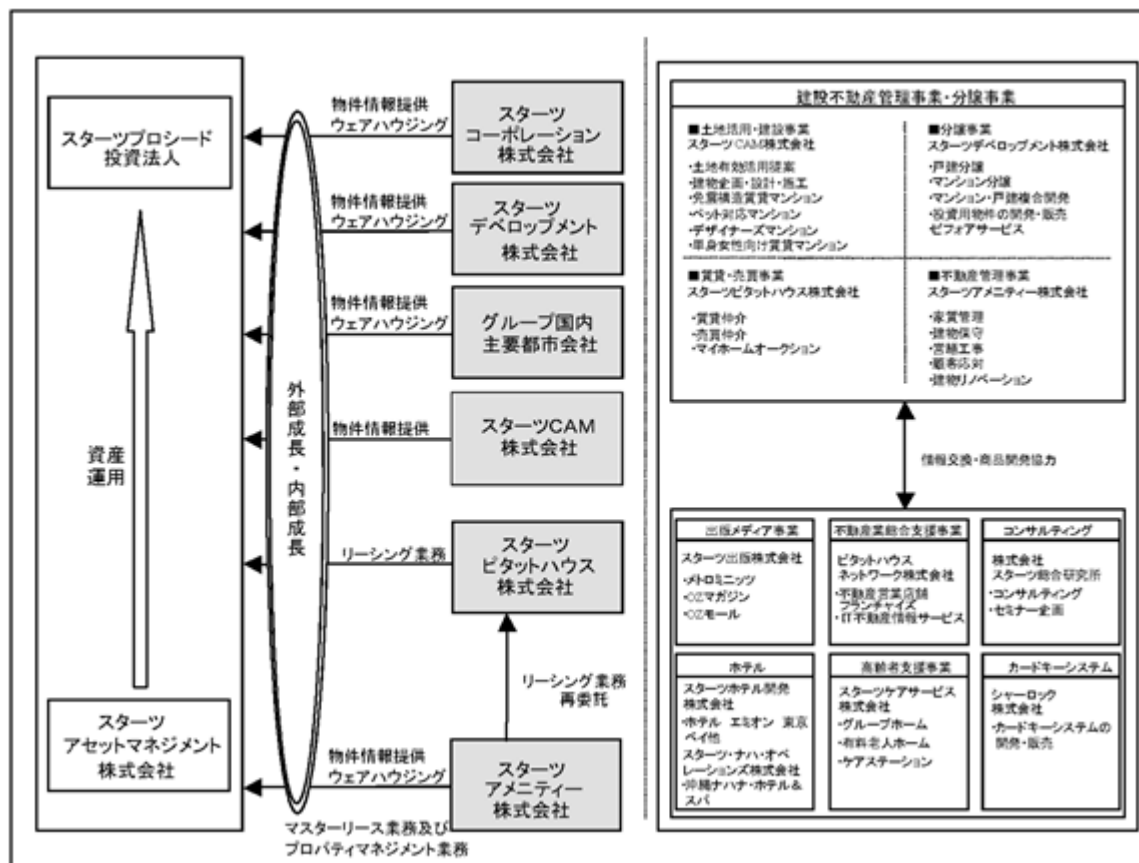 スターツプロシード
投資法人
資産
運用
スターツ
アセットマネジメント
株式会社
外部成長・内部成長
物件情報提供
ウェアハウジング
スターツ
コーポレーション
株式会社
物件情報提供
ウェアハウジング
スターツ
デベロップメント
株式会社
物件情報提供
ウェアハウジング
グループ国内
主要都市会社
物件情報提供
スターツCAM
株式会社
リーシング業務
スターツ
ピタットハウス
株式会社
リーシング業務
再委託
物件情報提供
ウェアハウジング
スターツ
アメニティー
株式会社
マスターリース業務及び
プロパティマネジメント業務
建設不動産管理事業・分譲事業
■土地活用・建設事業
スターツCAM株式会社
・土地有効活用提案
・建物企画・設計・施工
・免震構造賃貸マンション
・ペット対応マンション
・デザイナーズマンション
・単身女性向け賃貸マンション
■分譲事業
スターツデベロップメント株式会社
・戸建分譲
・マンション分譲
・マンション・戸建複合開発
・投資用物件の開発・販売
ビフォアサービス
■賃貸・売買事業
スターツピタットハウス株式会社
・賃貸仲介
・売買仲介
・マイホームオークション
■不動産管理事業
スターツアメニティー株式会社
・家賃管理
・建物保守
・営繕工事
・顧客応対
・建物リノベーション
情報交換・商品開発協力
出版メディア事業
スターツ出版株式会社
・メトロミニッツ
・OZマガジン
・OZモール
不動産業総合支援事業
ピタットハウス
ネットワーク株式会社
・不動産営業店舗
フランチャイズ
・IT不動産情報サービス
コンサルティング
株式会社
スターツ総合研究所
・コンサルティング
・セミナー企画
ホテル
スターツホテル開発
株式会社
・ホテル エミオン 東京
ベイ他
スターツ・ナハ・オペ
レーションズ株式会社
・沖縄ナハナ・ホテル&
スパ
高齢者支援事業
スターツケアサービス
株式会社
・グループホーム
・有料老人ホーム
・ケアステーション
カードキーシステム
シャーロック
株式会社
・カードキーシステムの
開発・販売